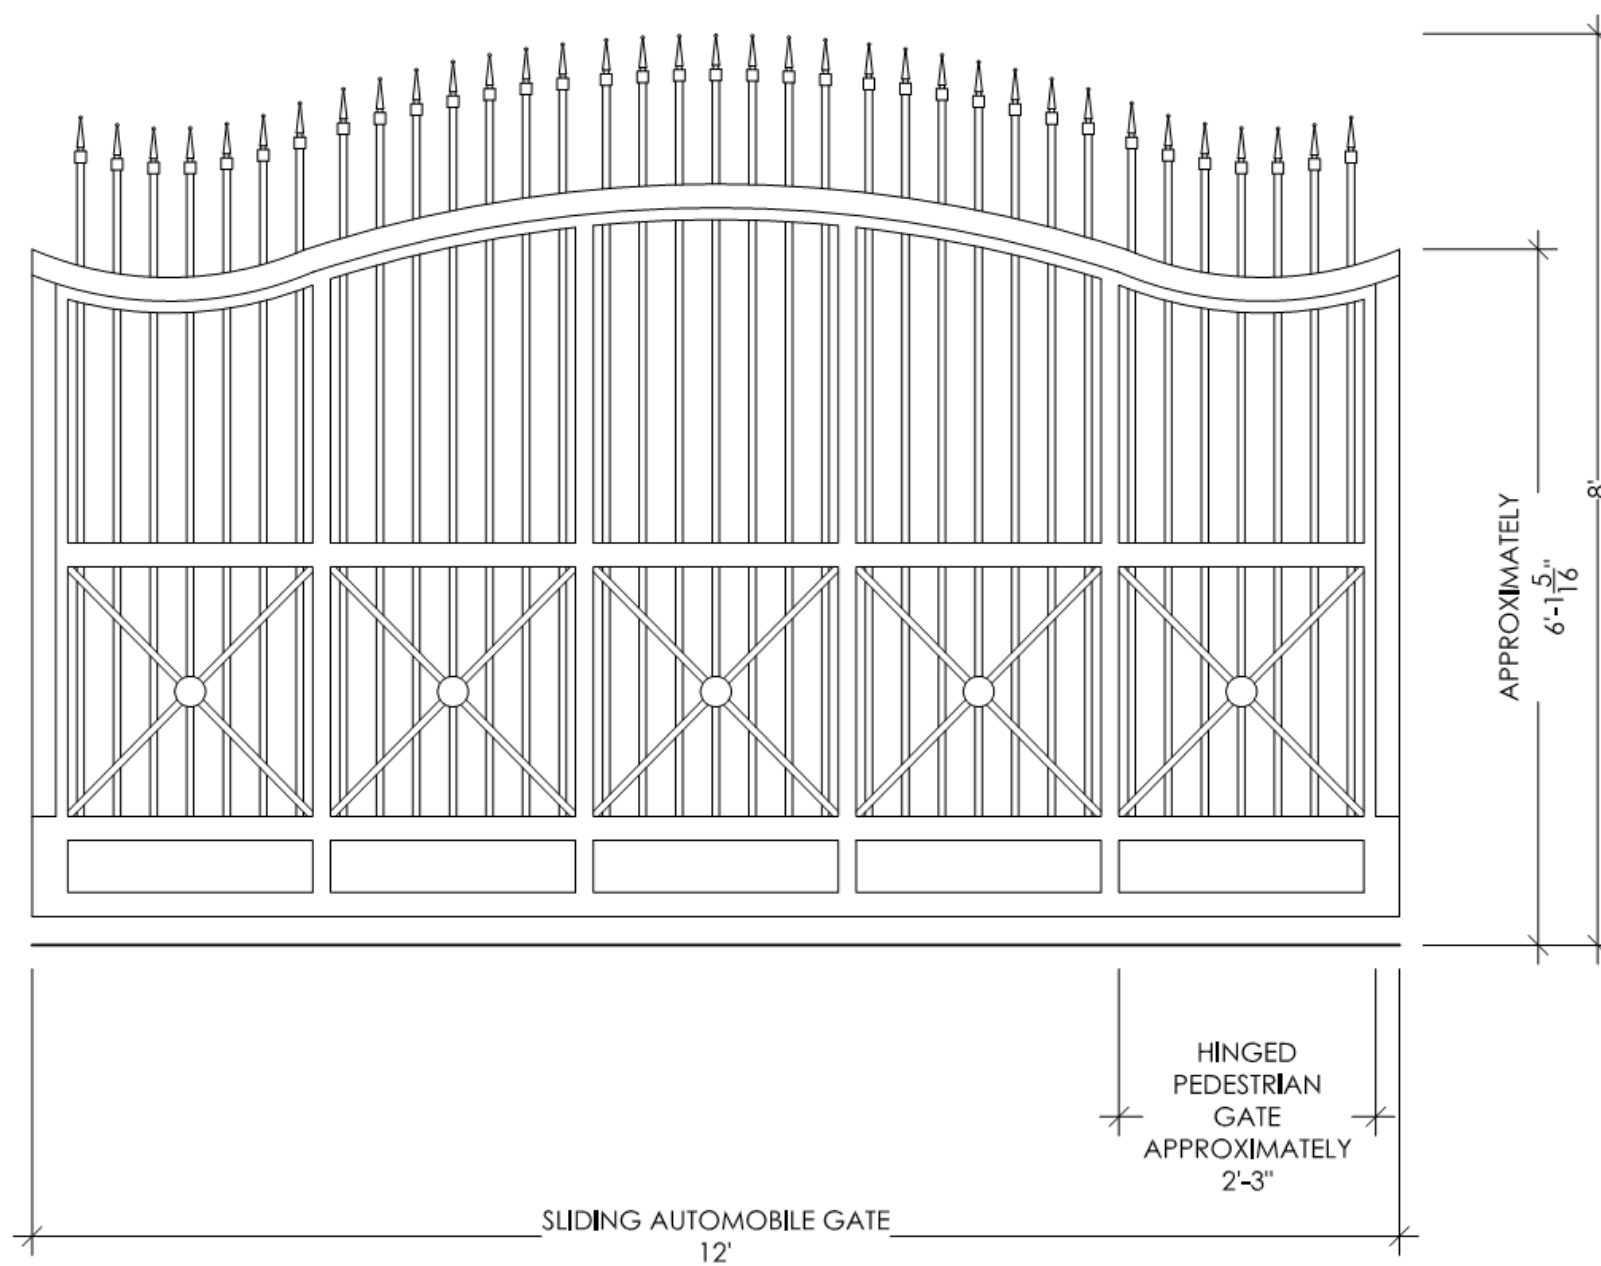 8'
APPROXIMATELY
6'-1 5/16"
HINGED
PEDESTRIAN
GATE
APPROXIMATELY
2'-3"
SLIDING AUTOMOBILE GATE
12'